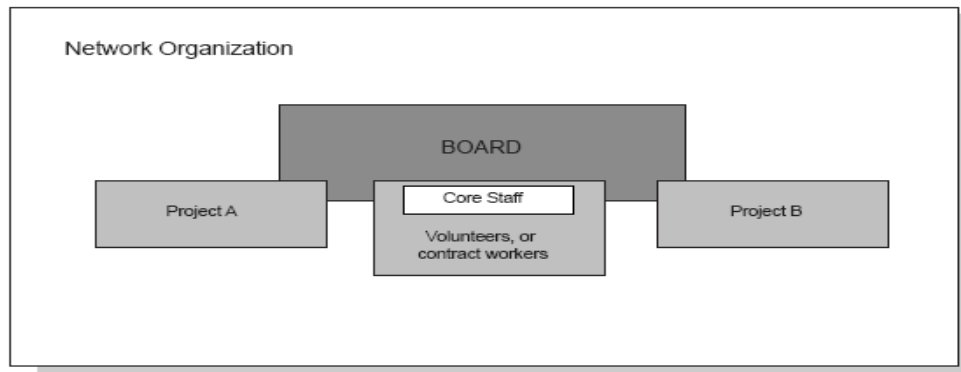 Network Organization
BOARD
Project A
Core Staff
Project B
Volunteers, or
contract workers